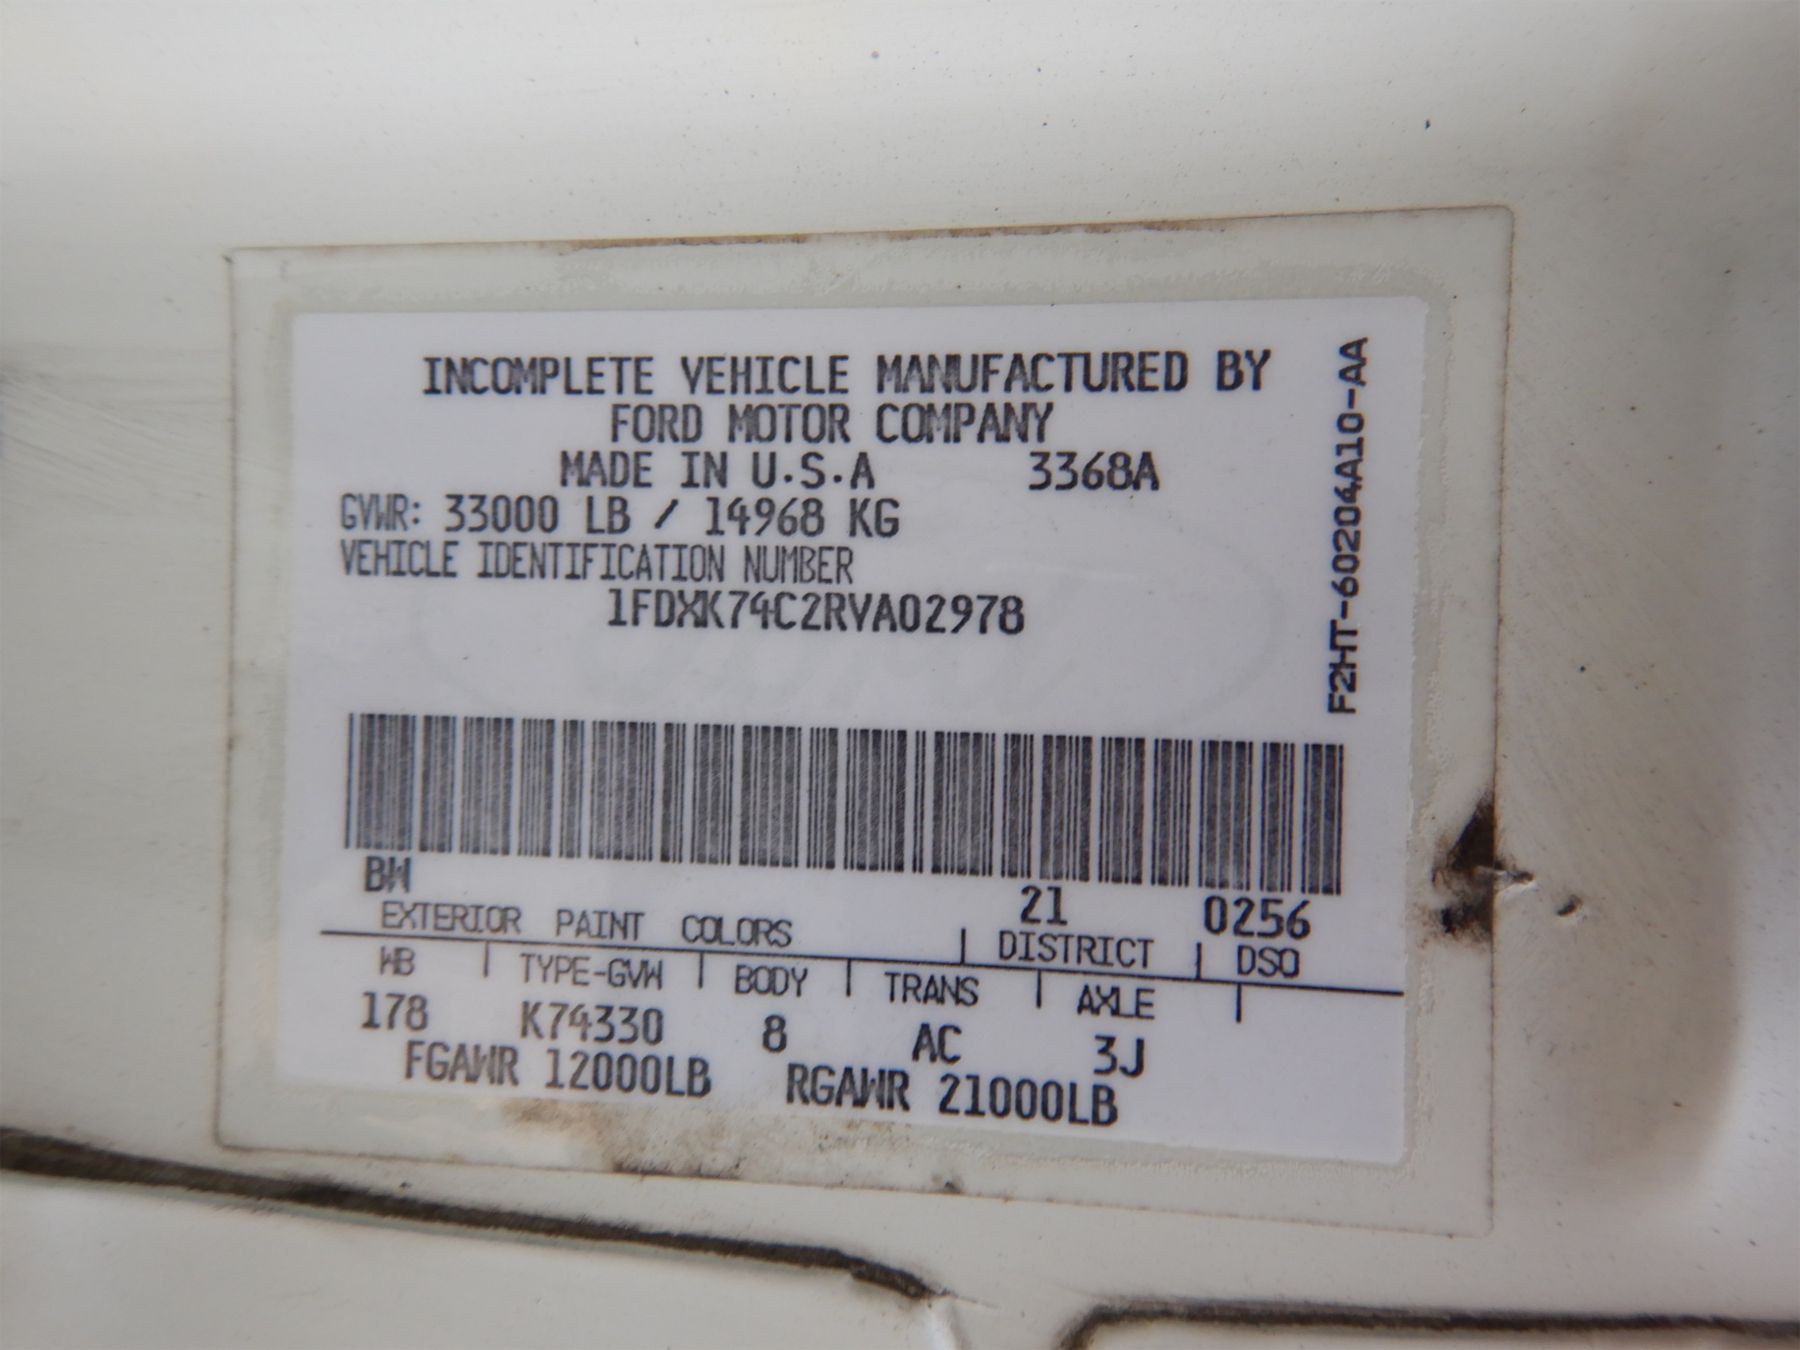 INCOMPLETE VEHICLE MANUFACTURED BY
FORD MOTOR COMPANY
MADE IN U.S.A 3368A
GVWR: 33000 LB / 14968 KG
VEHICLE IDENTIFICATION NUMBER
1FDXK74C2RVA02978
F2HT-60204A10-AA
BW 21 0256
EXTERIOR PAINT COLORS DISTRICT DSO
WB TYPE-GVW BODY TRANS AXLE
178 K74330 8 AC 3J
FGAWR 12000LB RGAWR 21000LB